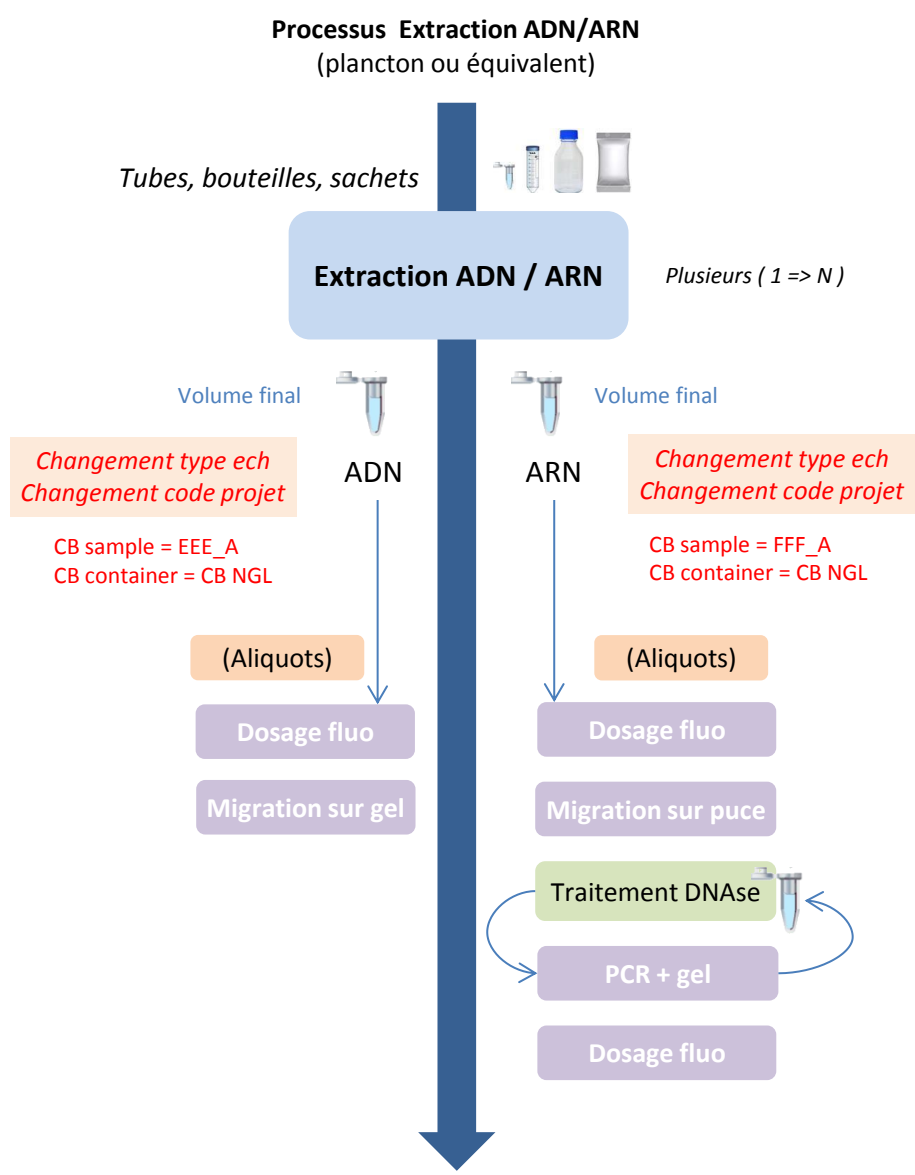 Processus Extraction ADN/ARN
(plancton ou équivalent)
Tubes, bouteilles, sachets
Extraction ADN / ARN
Plusieurs ( 1 => N )
Volume final
Volume final
Changement type ech
Changement code projet
ADN
ARN
Changement type ech
Changement code projet
CB sample = EEE_A
CB container = CB NGL
CB sample = FFF_A
CB container = CB NGL
(Aliquots)
(Aliquots)
Dosage fluo
Dosage fluo
Migration sur gel
Migration sur puce
Traitement DNAse
PCR + gel
Dosage fluo